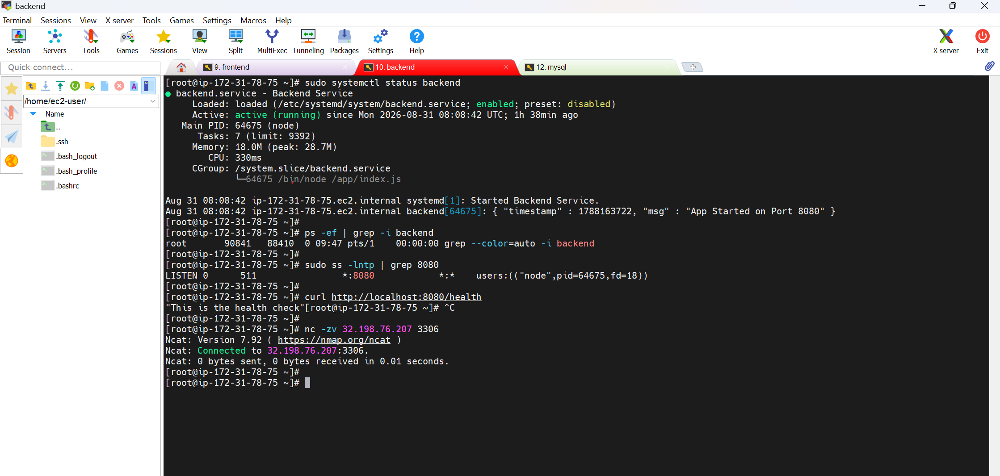 backend
Terminal Sessions View X server Tools Games Settings Macros Help
Session Servers Tools Games Sessions View Split MultiExec Tunneling Packages Settings Help X server Exit
Quick connect...
9. frontend
10. backend
12. mysql
/home/ec2-user/
Name
..
.ssh
.bash_logout
.bash_profile
.bashrc
[root@ip-172-31-78-75 ~]# sudo systemctl status backend
● backend.service - Backend Service
     Loaded: loaded (/etc/systemd/system/backend.service; enabled; preset: disabled)
     Active: active (running) since Mon 2026-08-31 08:08:42 UTC; 1h 38min ago
   Main PID: 64675 (node)
      Tasks: 7 (limit: 9392)
     Memory: 18.0M (peak: 28.7M)
        CPU: 330ms
     CGroup: /system.slice/backend.service
             └─64675 /bin/node /app/index.js
Aug 31 08:08:42 ip-172-31-78-75.ec2.internal systemd[1]: Started Backend Service.
Aug 31 08:08:42 ip-172-31-78-75.ec2.internal backend[64675]: { "timestamp" : 1788163722, "msg" : "App Started on Port 8080" }
[root@ip-172-31-78-75 ~]#
[root@ip-172-31-78-75 ~]# ps -ef | grep -i backend
root       90841   88410  0 09:47 pts/1    00:00:00 grep --color=auto -i backend
[root@ip-172-31-78-75 ~]#
[root@ip-172-31-78-75 ~]# sudo ss -lntp | grep 8080
LISTEN 0      511                *:8080            *:*    users:(("node",pid=64675,fd=18))
[root@ip-172-31-78-75 ~]#
[root@ip-172-31-78-75 ~]# curl http://localhost:8080/health
"This is the health check"[root@ip-172-31-78-75 ~]# ^C
[root@ip-172-31-78-75 ~]#
[root@ip-172-31-78-75 ~]# nc -zv 32.198.76.207 3306
Ncat: Version 7.92 ( https://nmap.org/ncat )
Ncat: Connected to 32.198.76.207:3306.
Ncat: 0 bytes sent, 0 bytes received in 0.01 seconds.
[root@ip-172-31-78-75 ~]#
[root@ip-172-31-78-75 ~]#